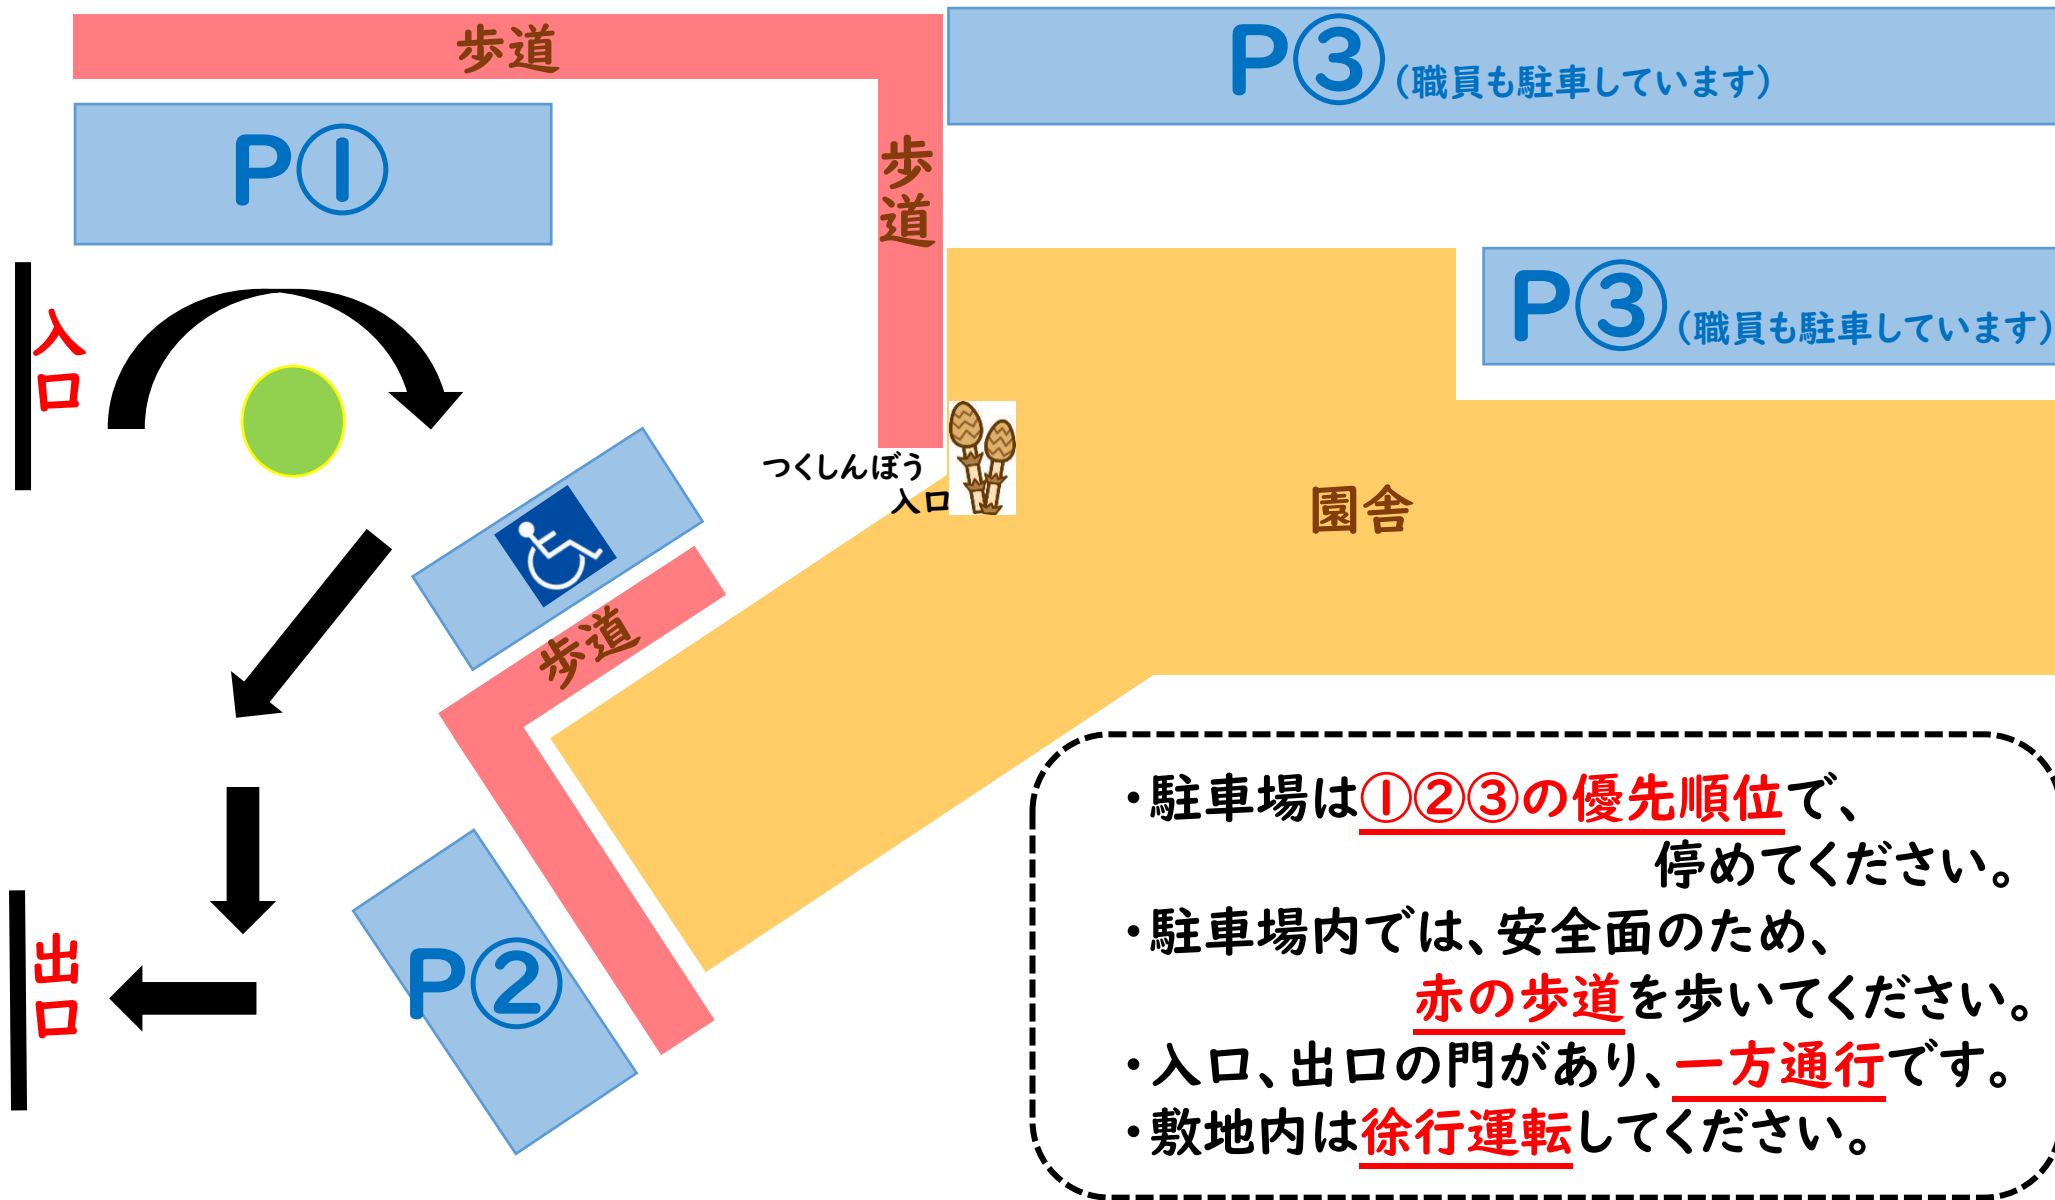 歩道
P③(職員も駐車しています)
P①
歩道
入口
P③(職員も駐車しています)
つくしんぼう
入口
園舎
歩道
出口
P②
・駐車場は①②③の優先順位で、
停めてください。
・駐車場内では、安全面のため、
赤の歩道を歩いてください。
・入口、出口の門があり、一方通行です。
・敷地内は徐行運転してください。